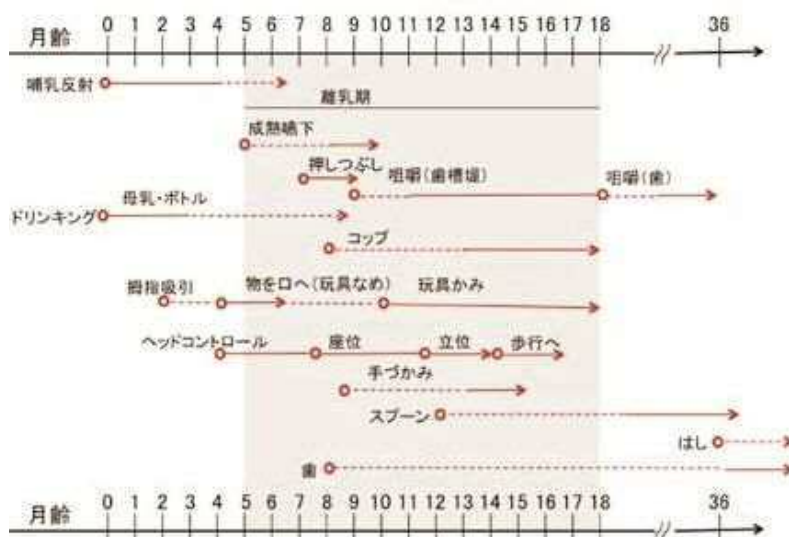 月齢 0 1 2 3 4 5 6 7 8 9 10 11 12 13 14 15 16 17 18 36
哺乳反射
離乳期
成熟嚥下
押しつぶし
咀嚼(歯槽堤)
咀嚼(歯)
母乳・ボトル
ドリンキング
コップ
拇指吸引
物を口へ(玩具なめ)
玩具かみ
ヘッドコントロール
座位
立位
歩行へ
手づかみ
スプーン
はし
歯
月齢 0 1 2 3 4 5 6 7 8 9 10 11 12 13 14 15 16 17 18 36